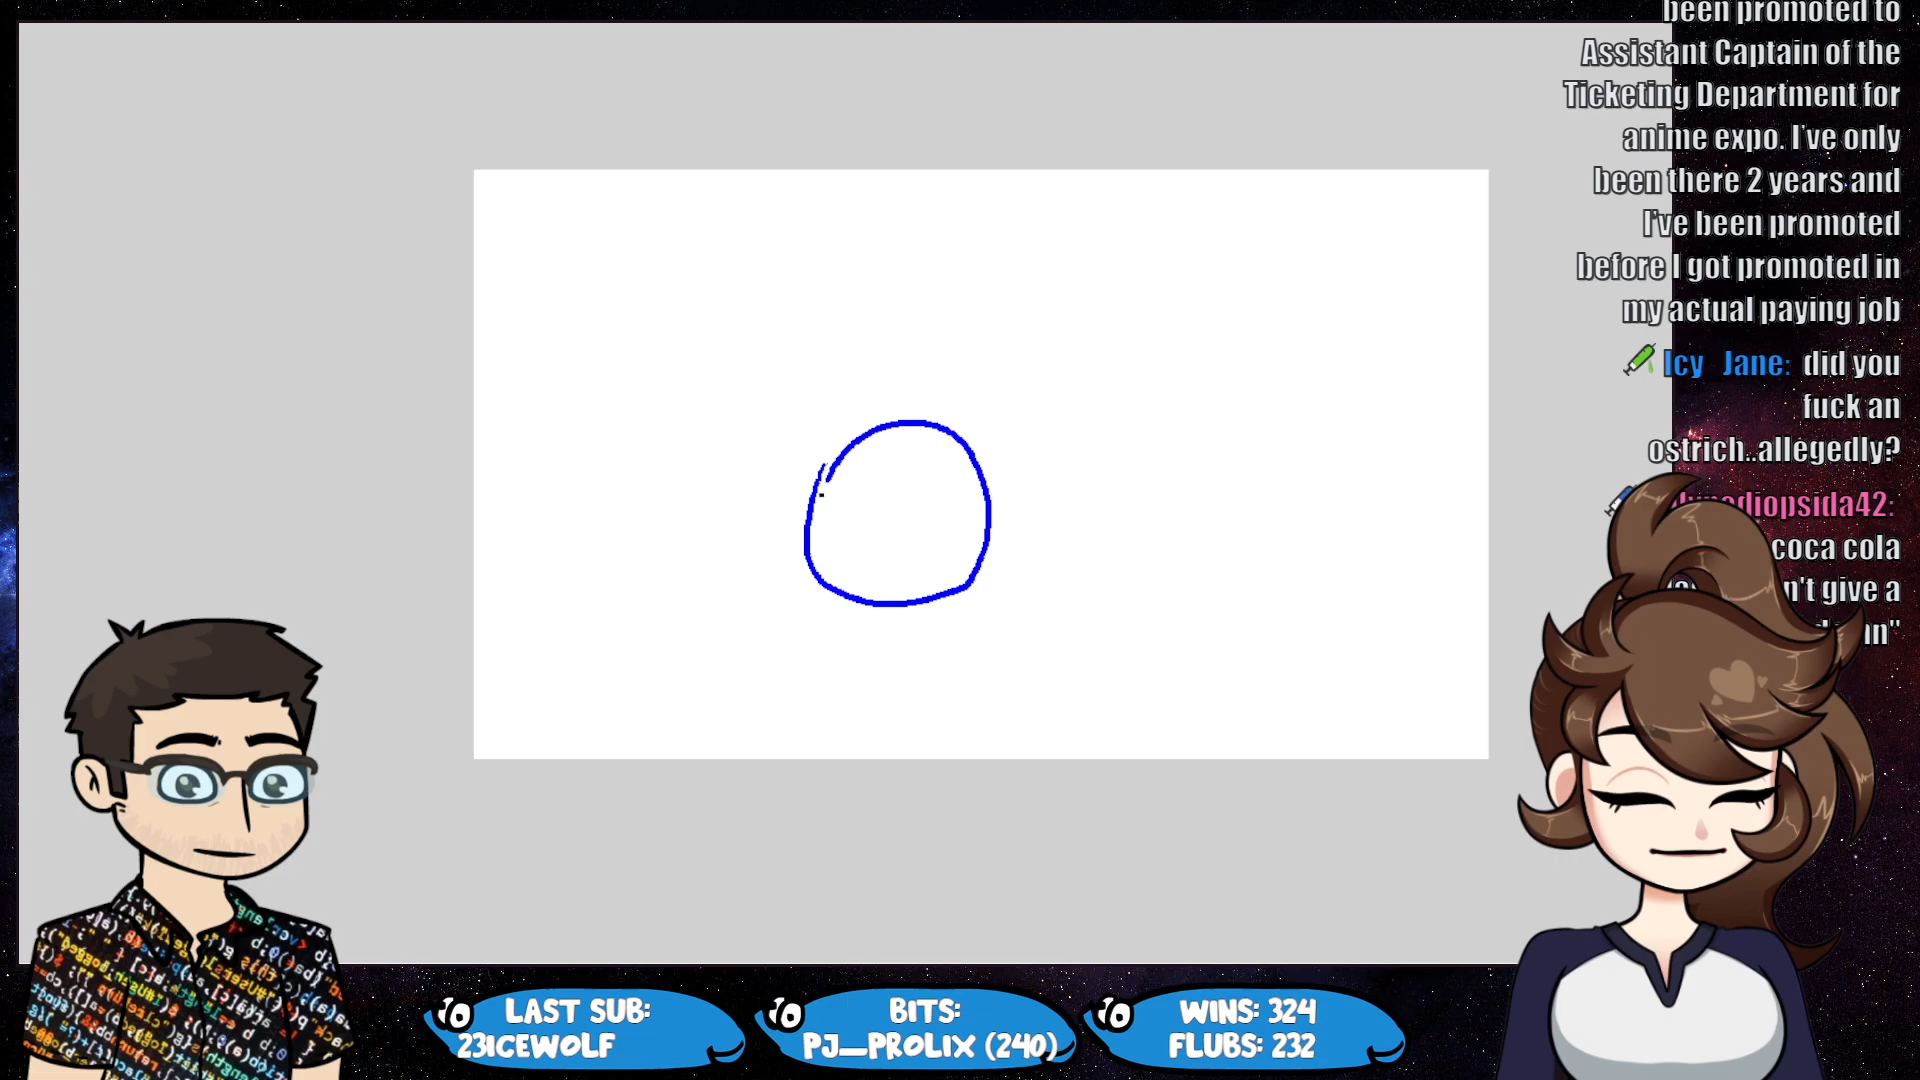 been promoted to
Assistant Captain of the
Ticketing Department for
anime expo. I've only
been there 2 years and
I've been promoted
before I got promoted in
my actual paying job
Icy_Jane: did you
fuck an
ostrich..allegedly?
coca cola
n't give a
LAST SUB:
23ICEWOLF
BITS:
PJ_PROLIX (240)
WINS: 324
FLUBS: 232